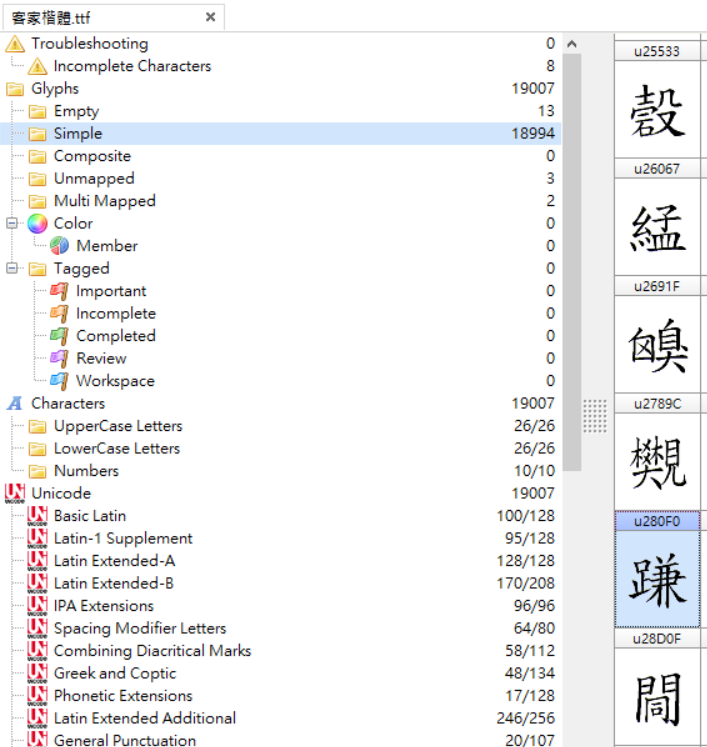 客家楷體.ttf ×
Troubleshooting 0
Incomplete Characters 8
Glyphs 19007
Empty 13
Simple 18994
Composite 0
Unmapped 3
Multi Mapped 2
Color 0
Member 0
Tagged 0
Important 0
Incomplete 0
Completed 0
Review 0
Workspace 0
Characters 19007
UpperCase Letters 26/26
LowerCase Letters 26/26
Numbers 10/10
Unicode 19007
Basic Latin 100/128
Latin-1 Supplement 95/128
Latin Extended-A 128/128
Latin Extended-B 170/208
IPA Extensions 96/96
Spacing Modifier Letters 64/80
Combining Diacritical Marks 58/112
Greek and Coptic 48/134
Phonetic Extensions 17/128
Latin Extended Additional 246/256
General Punctuation 20/107
u25533
𥔳
u26067
𦁧
u2691F
𦤟
u2789C
𧢜
u280F0
𨃰
u28D0F
𨴏